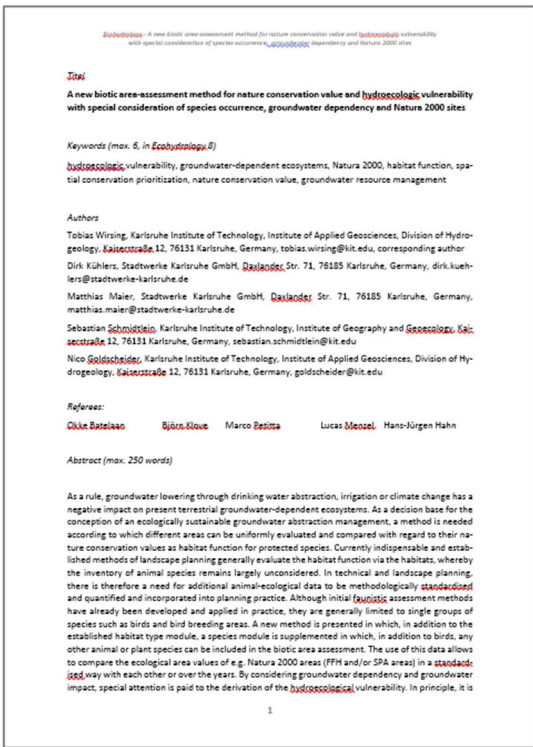 Ecohydrology - A new biotic area-assessment method for nature conservation value and hydroecologic vulnerability
with special consideration of species occurrence, groundwater dependency and Natura 2000 sites
Titel
A new biotic area-assessment method for nature conservation value and hydroecologic vulnerability
with special consideration of species occurrence, groundwater dependency and Natura 2000 sites
Keywords (max. 6, in Ecohydrology 8)
hydroecologic vulnerability, groundwater-dependent ecosystems, Natura 2000, habitat function, spa-
tial conservation prioritization, nature conservation value, groundwater resource management
Authors
Tobias Wirsing, Karlsruhe Institute of Technology, Institute of Applied Geosciences, Division of Hydro-
geology, Kaiserstraße 12, 76131 Karlsruhe, Germany, tobias.wirsing@kit.edu, corresponding author
Dirk Kühlers, Stadtwerke Karlsruhe GmbH, Daxlander Str. 71, 76185 Karlsruhe, Germany, dirk.kueh-
lers@stadtwerke-karlsruhe.de
Matthias Maier, Stadtwerke Karlsruhe GmbH, Daxlander Str. 71, 76185 Karlsruhe, Germany,
matthias.maier@stadtwerke-karlsruhe.de
Sebastian Schmidtlein, Karlsruhe Institute of Technology, Institute of Geography and Geoecology, Kai-
serstraße 12, 76131 Karlsruhe, Germany, sebastian.schmidtlein@kit.edu
Nico Goldscheider, Karlsruhe Institute of Technology, Institute of Applied Geosciences, Division of Hy-
drogeology, Kaiserstraße 12, 76131 Karlsruhe, Germany, goldscheider@kit.edu
Referees:
Okke Batelaan Björn Klove Marco Petitta Lucas Menzel Hans-Jürgen Hahn
Abstract (max. 250 words)
As a rule, groundwater lowering through drinking water abstraction, irrigation or climate change has a
negative impact on present terrestrial groundwater-dependent ecosystems. As a decision base for the
conception of an ecologically sustainable groundwater abstraction management, a method is needed
according to which different areas can be uniformly evaluated and compared with regard to their na-
ture conservation values as habitat function for protected species. Currently indispensable and estab-
lished methods of landscape planning generally evaluate the habitat function via the habitats, whereby
the inventory of animal species remains largely unconsidered. In technical and landscape planning,
there is therefore a need for additional animal-ecological data to be methodologically standardised
and quantified and incorporated into planning practice. Although initial faunistic assessment methods
have already been developed and applied in practice, they are generally limited to single groups of
species such as birds and bird breeding areas. A new method is presented in which, in addition to the
established habitat type module, a species module is supplemented in which, in addition to birds, any
other animal or plant species can be included in the biotic area assessment. The use of this data allows
to compare the ecological area values of e.g. Natura 2000 areas (FFH and/or SPA areas) in a standard-
ised way with each other or over the years. By considering groundwater dependency and groundwater
impact, special attention is paid to the derivation of the hydroecological vulnerability. In principle, it is
1